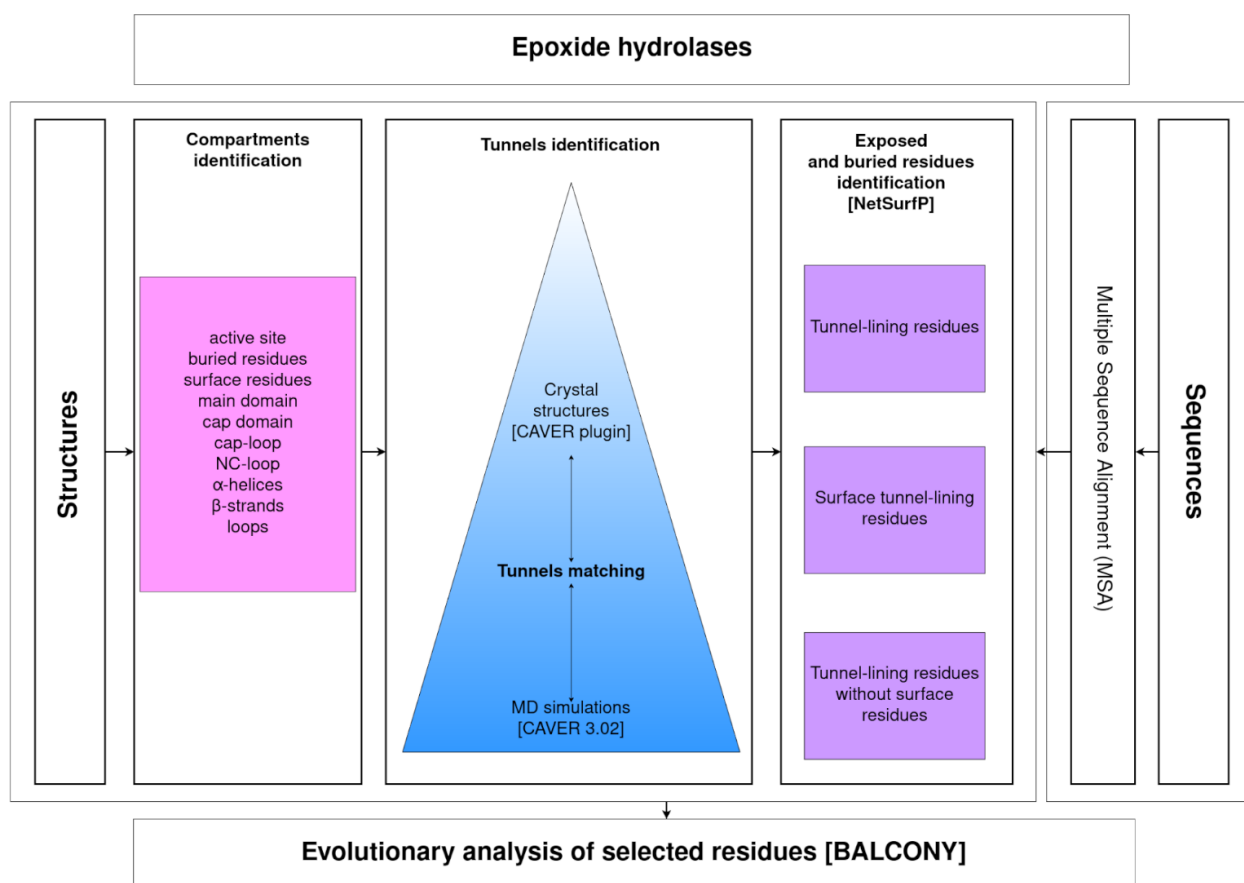 Epoxide hydrolases
Structures
Compartments
identification
active site
buried residues
surface residues
main domain
cap domain
cap-loop
NC-loop
α-helices
β-strands
loops
Tunnels identification
Crystal
structures
[CAVER plugin]
Tunnels matching
MD simulations
[CAVER 3.02]
Exposed
and buried residues
identification
[NetSurfP]
Tunnel-lining residues
Surface tunnel-lining
residues
Tunnel-lining residues
without surface
residues
Multiple Sequence Alignment (MSA)
Sequences
Evolutionary analysis of selected residues [BALCONY]